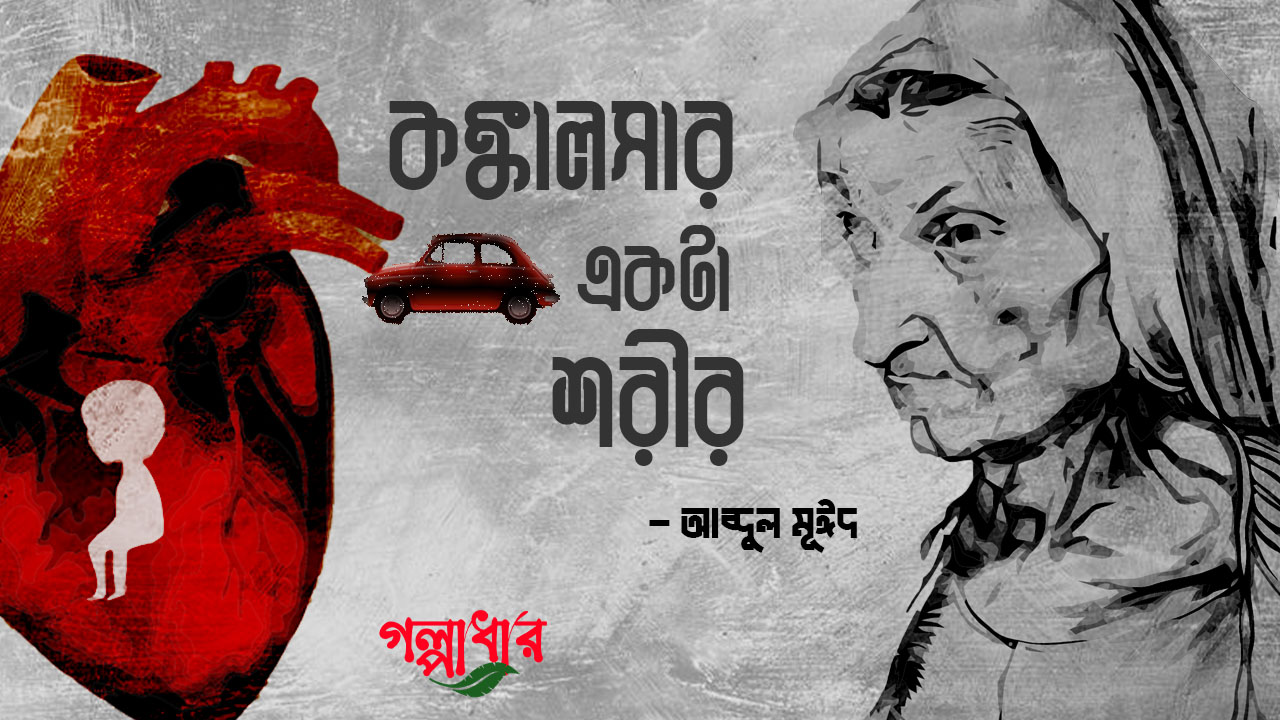 কঙ্কালসার
একটা
শরীর
– আব্দুল মূঈদ
গল্পাধার